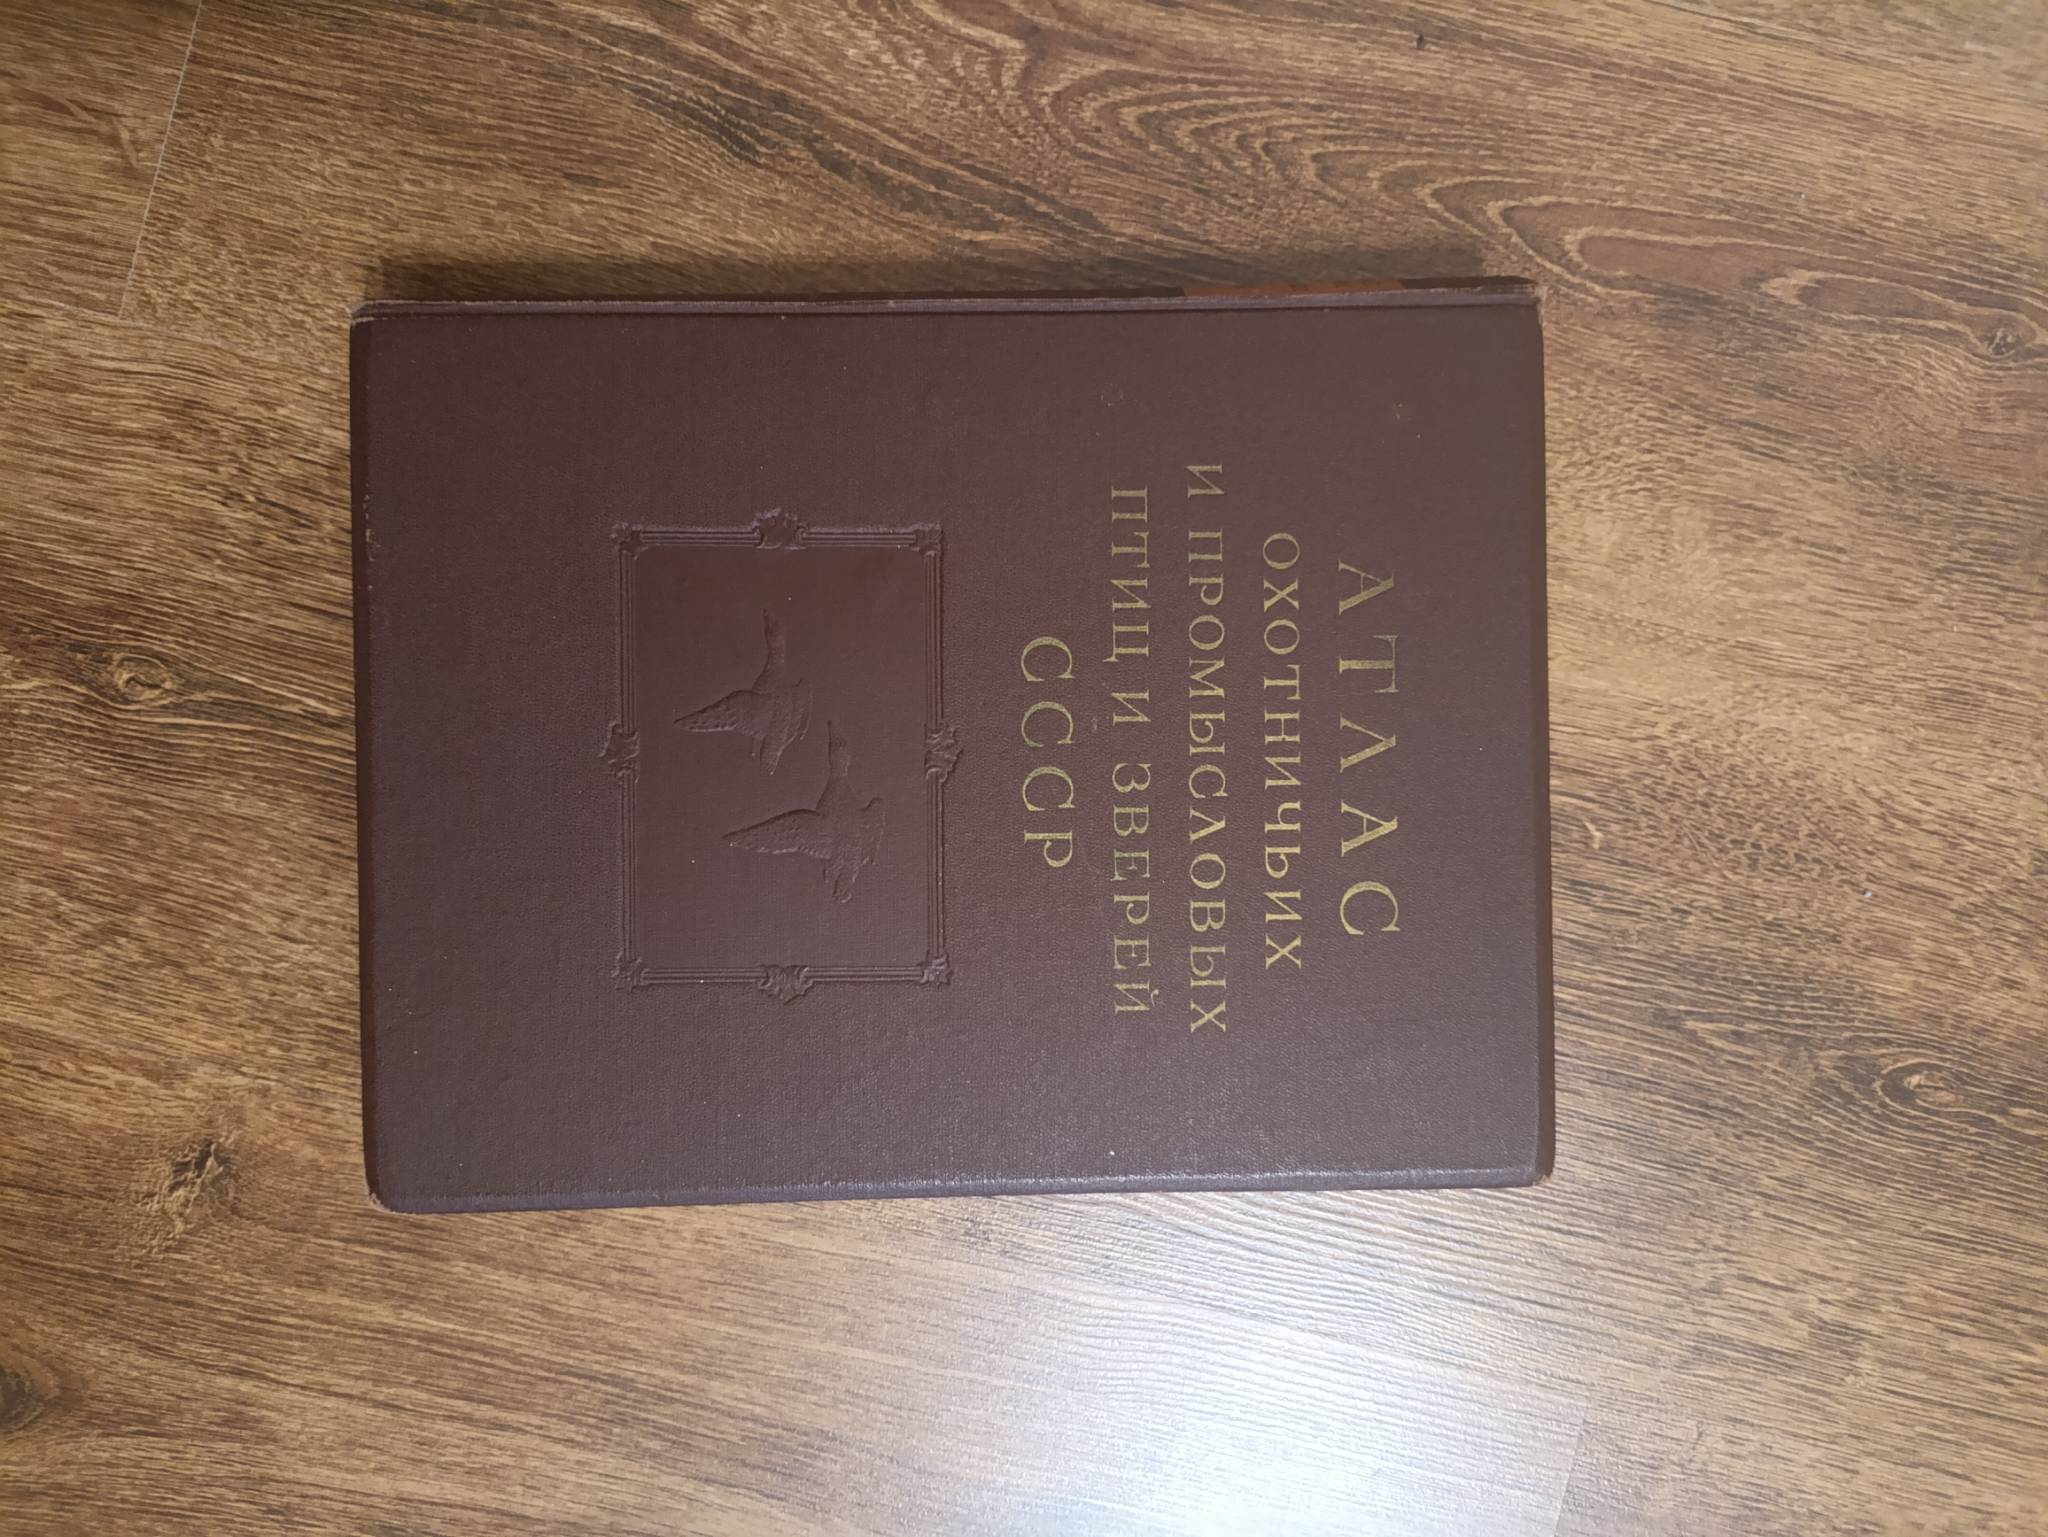 АТЛАС
ОХОТНИЧЬИХ
И ПРОМЫСЛОВЫХ
ПТИЦ И ЗВЕРЕЙ
СССР